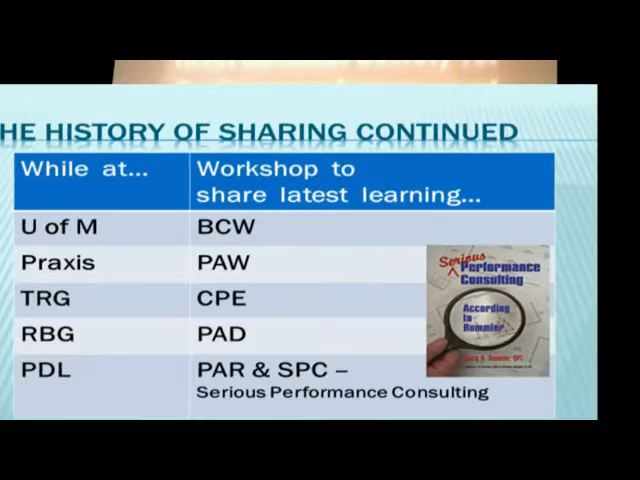 HE HISTORY OF SHARING CONTINUED
While at...
Workshop to
share latest learning...
U of M
BCW
Praxis
PAW
TRG
CPE
RBG
PAD
PDL
PAR & SPC –
Serious Performance Consulting
Serious
Performance
Consulting
According
to
Rummler